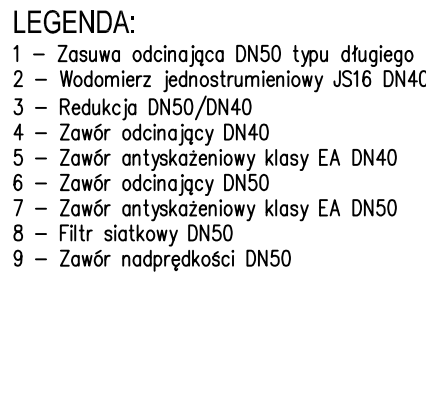 LEGENDA:
1 – Zasuwa odcinająca DN50 typu długiego
2 – Wodomierz jednostrumieniowy JS16 DN40
3 – Redukcja DN50/DN40
4 – Zawór odcinający DN40
5 – Zawór antyskażeniowy klasy EA DN40
6 – Zawór odcinający DN50
7 – Zawór antyskażeniowy klasy EA DN50
8 – Filtr siatkowy DN50
9 – Zawór nadprędkości DN50